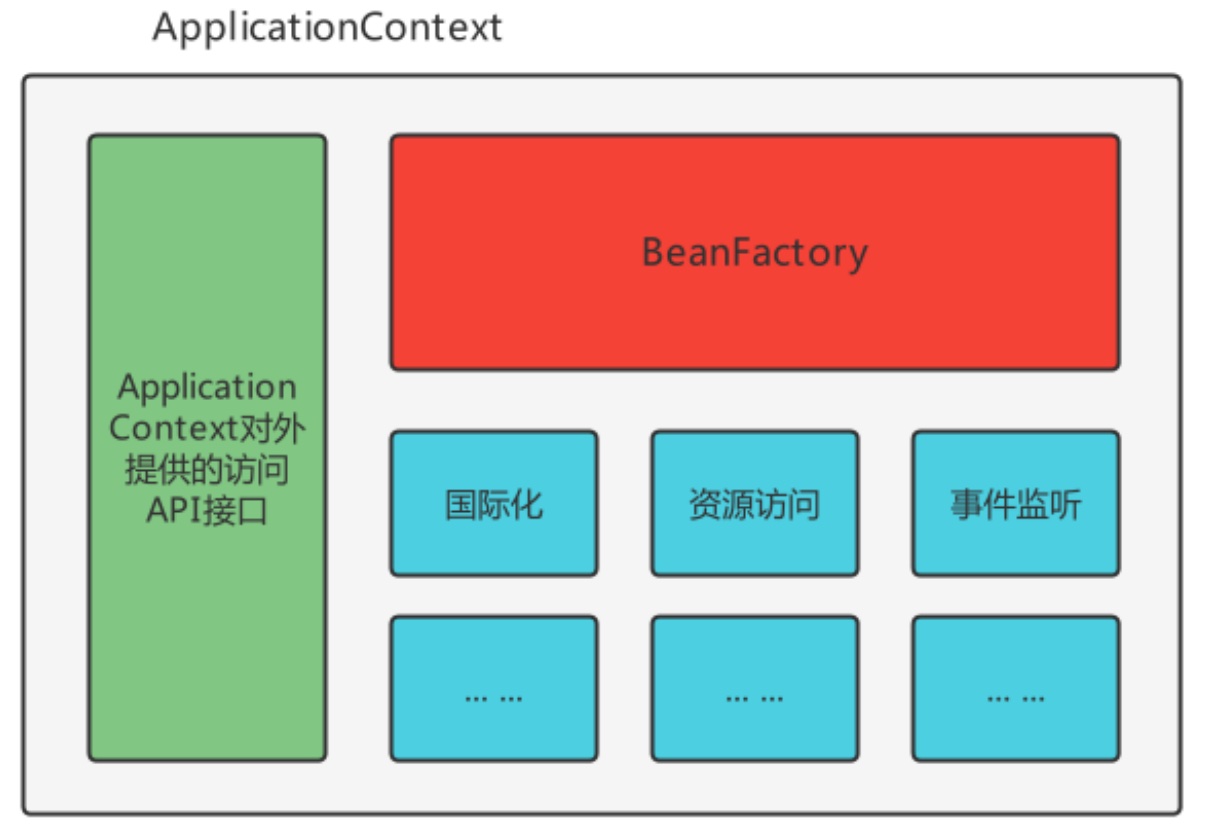 ApplicationContext
BeanFactory
Application
Context对外
提供的访问
API接口
国际化
资源访问
事件监听
... ...
... ...
... ...